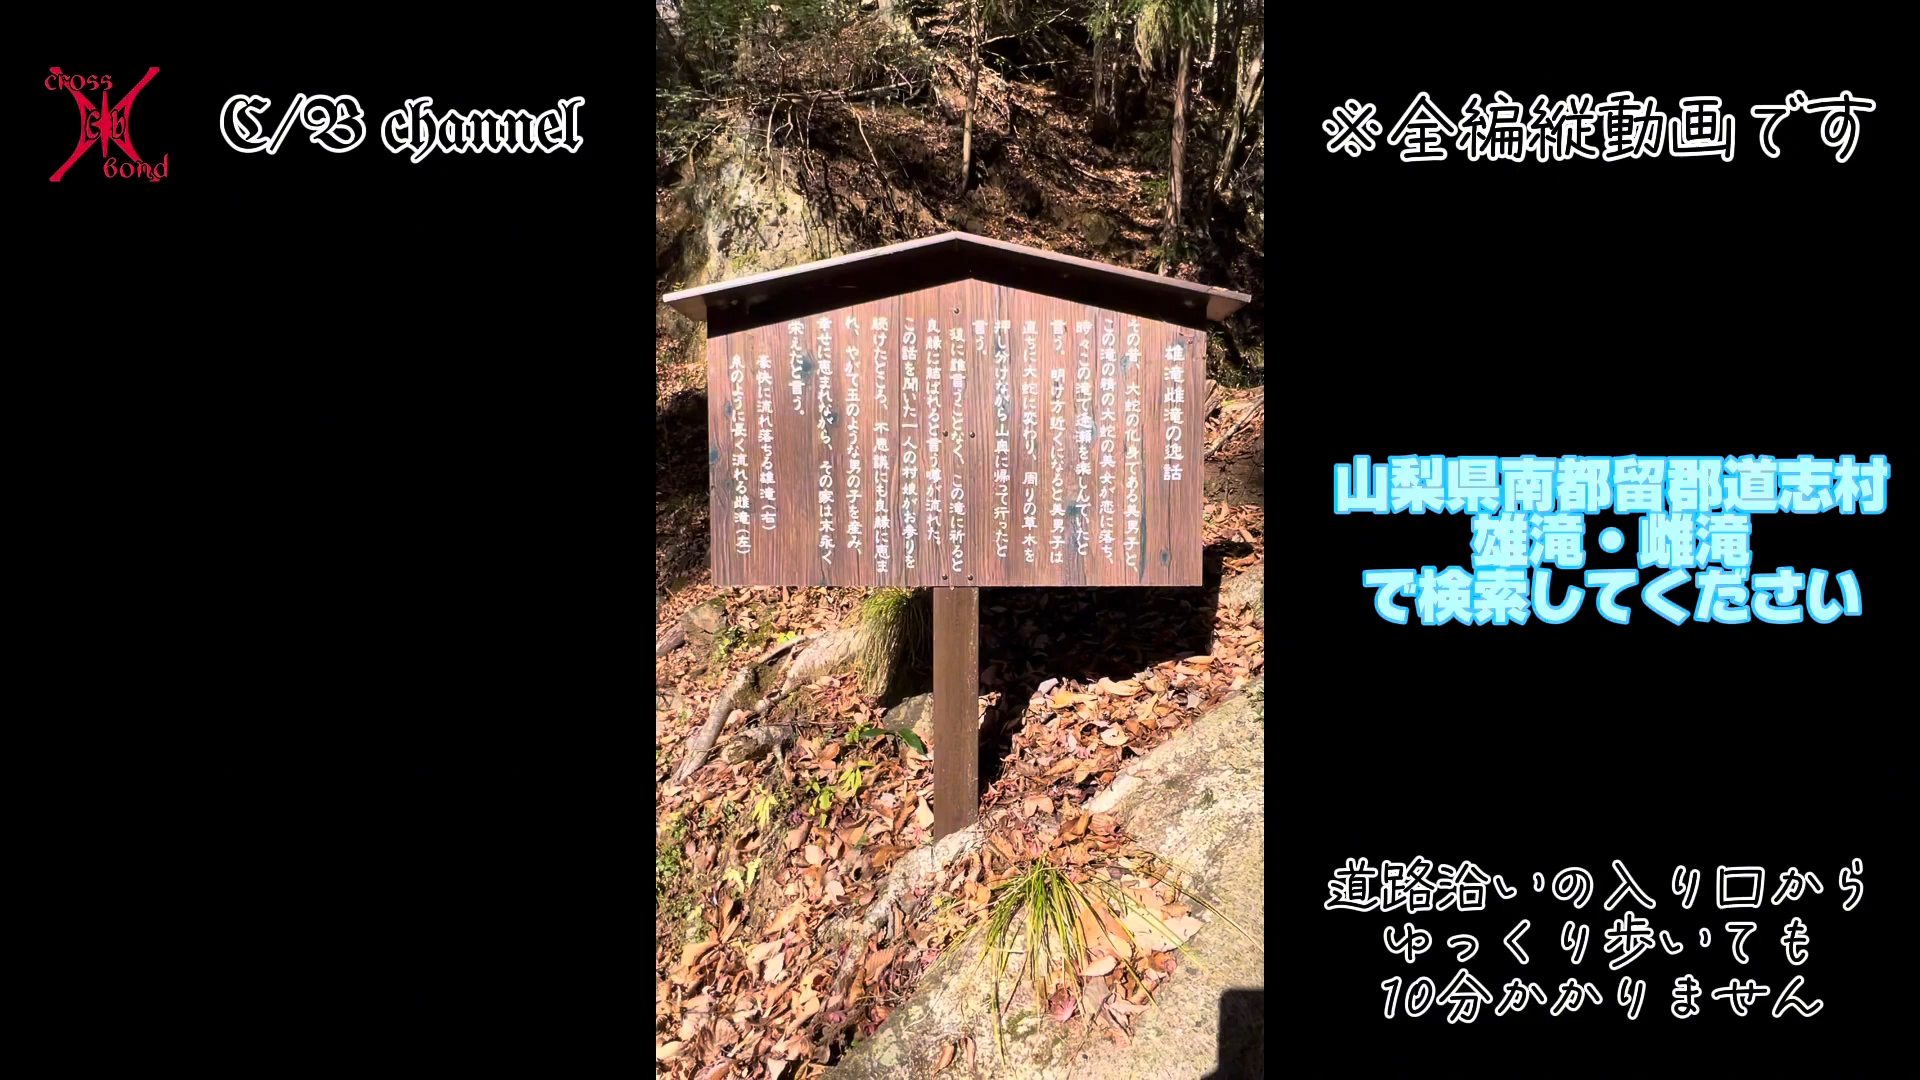 cross
cb
bond
C/B channel
※全編縦動画です
雄滝雌滝の逸話
その昔、大蛇の化身である美男子と、
この滝の精の大蛇の美女が恋に落ち、
時々この滝で逢瀬を楽しんでいたと
言う。明け方近くになると美男子は
直ちに大蛇に変わり、周りの草木を
押し分けながら山奥に帰って行ったと
言う。
後に誰言うことなく、この滝に祈ると
良縁に結ばれると言う噂が流れた。
この話を聞いた一人の村娘がお参りを
続けたところ、不思議にも良縁に恵ま
れ、やがて玉のような男の子を産み、
幸せに恵まれながら、その家は末永く
栄えたと言う。
豪快に流れ落ちる雄滝(右)
糸のように長く流れる雌滝(左)
山梨県南都留郡道志村
雄滝・雌滝
で検索してください
道路沿いの入り口から
ゆっくり歩いても
10分かかりません